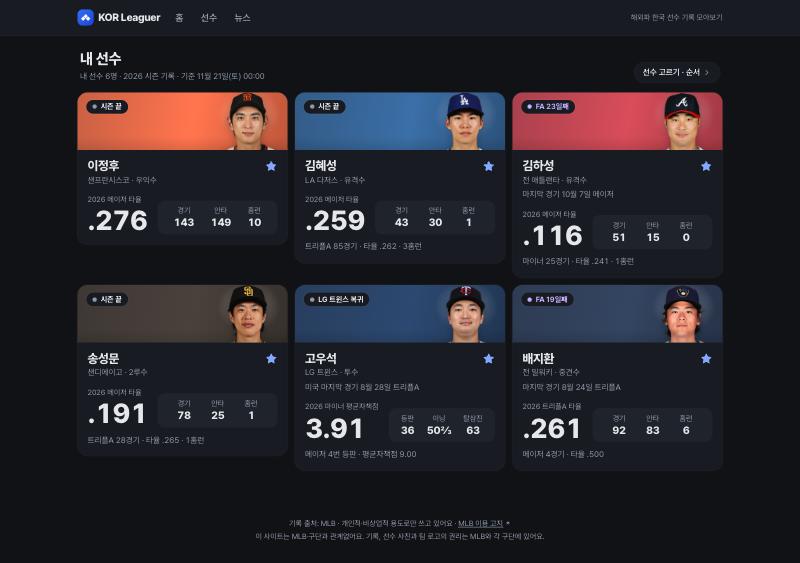 KOR Leaguer
홈
선수
뉴스
해외파 한국 선수 기록 모아보기
내 선수
내 선수 6명 · 2026 시즌 기록 · 기준 11월 21일(토) 00:00
선수 고르기 · 순서 >
시즌 끝
이정후
샌프란시스코 · 우익수
2026 메이저 타율
.276
경기 안타 홈런
143 149 10
시즌 끝
김혜성
LA 다저스 · 유격수
2026 메이저 타율
.259
경기 안타 홈런
43 30 1
트리플A 85경기 · 타율 .262 · 3홈런
FA 23일째
김하성
전 애틀랜타 · 유격수
마지막 경기 10월 7일 메이저
2026 메이저 타율
.116
경기 안타 홈런
51 15 0
마이너 25경기 · 타율 .241 · 1홈런
시즌 끝
송성문
샌디에이고 · 2루수
2026 메이저 타율
.191
경기 안타 홈런
78 25 1
트리플A 28경기 · 타율 .265 · 1홈런
LG 트윈스 복귀
고우석
LG 트윈스 · 투수
미국 마지막 경기 8월 28일 트리플A
2026 마이너 평균자책점
3.91
등판 이닝 탈삼진
36 50⅔ 63
메이저 4번 등판 · 평균자책점 9.00
FA 19일째
배지환
전 밀워키 · 중견수
마지막 경기 8월 24일 트리플A
2026 트리플A 타율
.261
경기 안타 홈런
92 83 6
메이저 4경기 · 타율 .500
기록 출처: MLB · 개인적·비상업적 용도로만 쓰고 있어요 · MLB 이용 고지
이 사이트는 MLB·구단과 관계없어요. 기록, 선수 사진과 팀 로고의 권리는 MLB와 각 구단에 있어요.